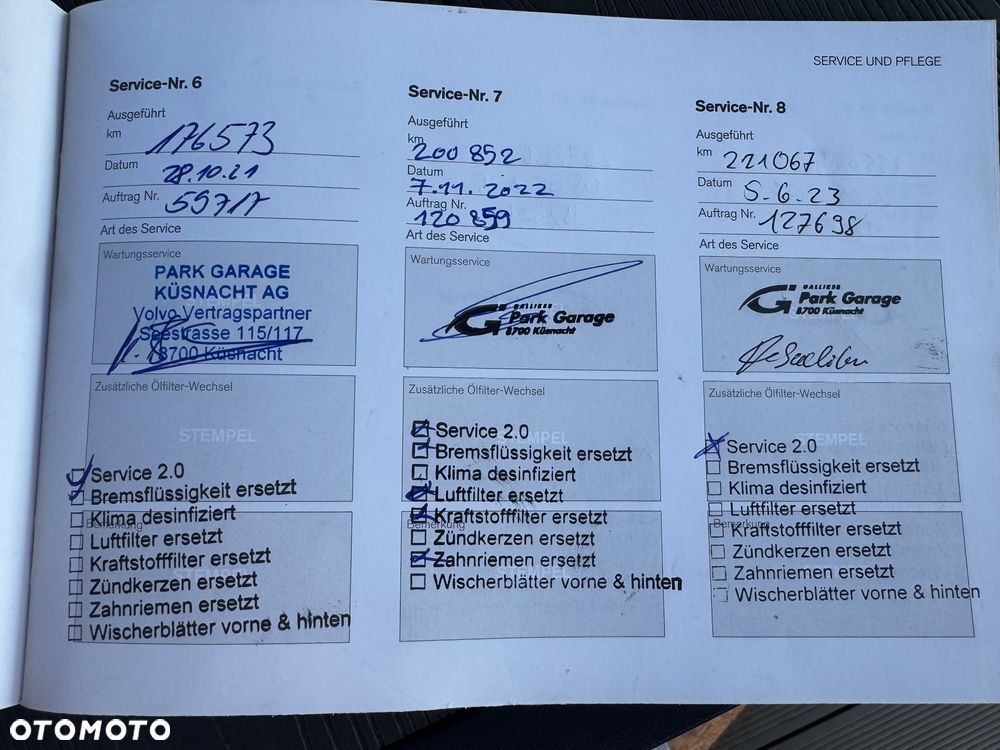 SERVICE UND PFLEGE
Service-Nr. 6
Ausgeführt
km 176573
Datum 28.10.21
Auftrag Nr. 55717
Art des Service
Wartungsservice
PARK GARAGE
KÜSNACHT AG
Volvo Vertragspartner
Seestrasse 115/117
8700 Küsnacht
Zusätzliche Ölfilter-Wechsel
STEMPEL
Service 2.0
Bremsflüssigkeit ersetzt
Klima desinfiziert
Bemerkung
Luftfilter ersetzt
Kraftstofffilter ersetzt
Zündkerzen ersetzt
Zahnriemen ersetzt
Wischerblätter vorne & hinten
Service-Nr. 7
Ausgeführt
km 200 852
Datum
7.11.2022
Auftrag Nr.
120 859
Art des Service
Wartungsservice
GALLIKER
Park Garage
8700 Küsnacht
Zusätzliche Ölfilter-Wechsel
Service 2.0
Bremsflüssigkeit ersetzt
Klima desinfiziert
Luftfilter ersetzt
Kraftstofffilter ersetzt
Bemerkung
Zündkerzen ersetzt
Zahnriemen ersetzt
Wischerblätter vorne & hinten
Service-Nr. 8
Ausgeführt
km 221067
Datum 5.6.23
Auftrag Nr. 127698
Art des Service
Wartungsservice
GALLIKER
Park Garage
8700 Küsnacht
Zusätzliche Ölfilter-Wechsel
STEMPEL
Service 2.0
Bremsflüssigkeit ersetzt
Klima desinfiziert
Luftfilter ersetzt
Bemerkung
Kraftstofffilter ersetzt
Zündkerzen ersetzt
Zahnriemen ersetzt
Wischerblätter vorne & hinten
OTOMOTO